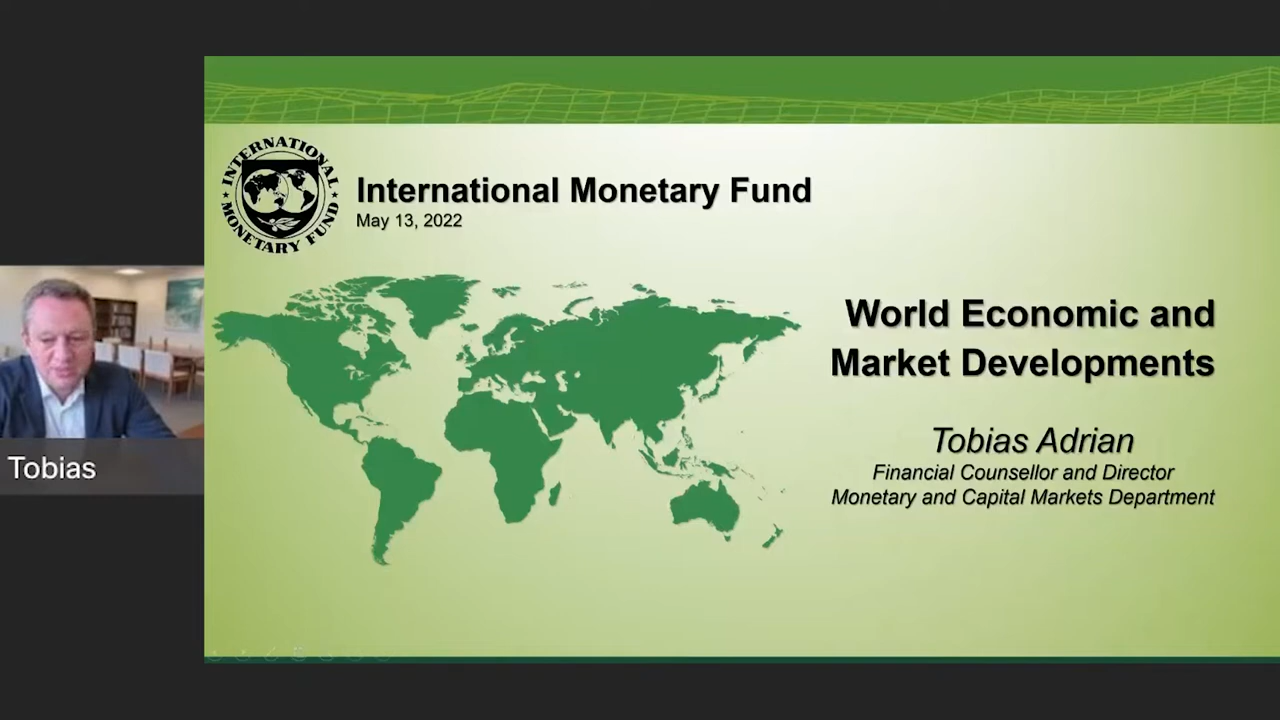 INTERNATIONAL
MONETARY FUND
International Monetary Fund
May 13, 2022
World Economic and
Market Developments
Tobias Adrian
Financial Counsellor and Director
Monetary and Capital Markets Department
Tobias